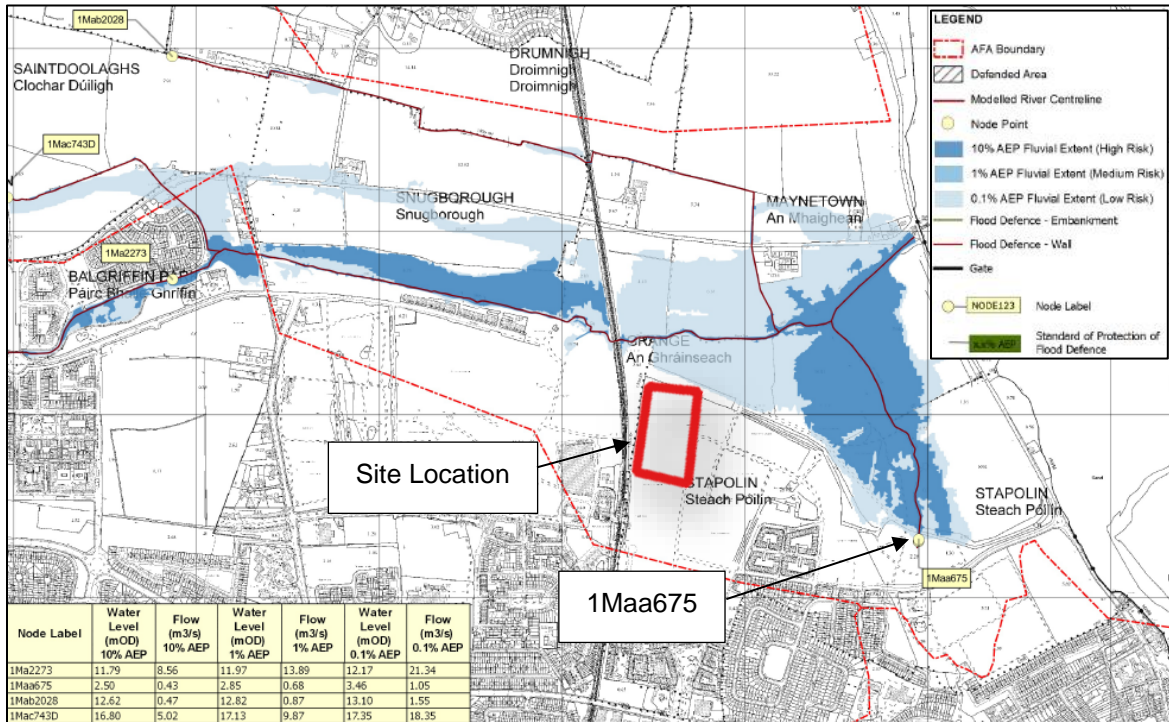 1Mab2028
SAINTDOOLAGHS
Clochar Dúiligh
DRUMNIGH
Droimnigh
Droimnigh
1Mac743D
SNUGBOROUGH
Snugborough
MAYNETOWN
An Mhaighean
1Ma2273
BALGRIFFIN
GRANGE
An Ghráinseach
Site Location
STAPOLIN
Steach Póilín
STAPOLIN
Steach Póilín
1Maa675
1Maa675
LEGEND
AFA Boundary
Defended Area
Modelled River Centreline
Node Point
10% AEP Fluvial Extent (High Risk)
1% AEP Fluvial Extent (Medium Risk)
0.1% AEP Fluvial Extent (Low Risk)
Flood Defence - Embankment
Flood Defence - Wall
Gate
NODE123 Node Label
Standard of Protection of
Flood Defence
Node Label Water Level (mOD) 10% AEP Flow (m3/s) 10% AEP Water Level (mOD) 1% AEP Flow (m3/s) 1% AEP Water Level (mOD) 0.1% AEP Flow (m3/s) 0.1% AEP
1Ma2273 11.79 8.56 11.97 13.89 12.17 21.34
1Maa675 2.50 0.43 2.85 0.68 3.46 1.05
1Mab2028 12.62 0.47 12.82 0.87 13.10 1.55
1Mac743D 16.80 5.02 17.13 9.87 17.35 18.35